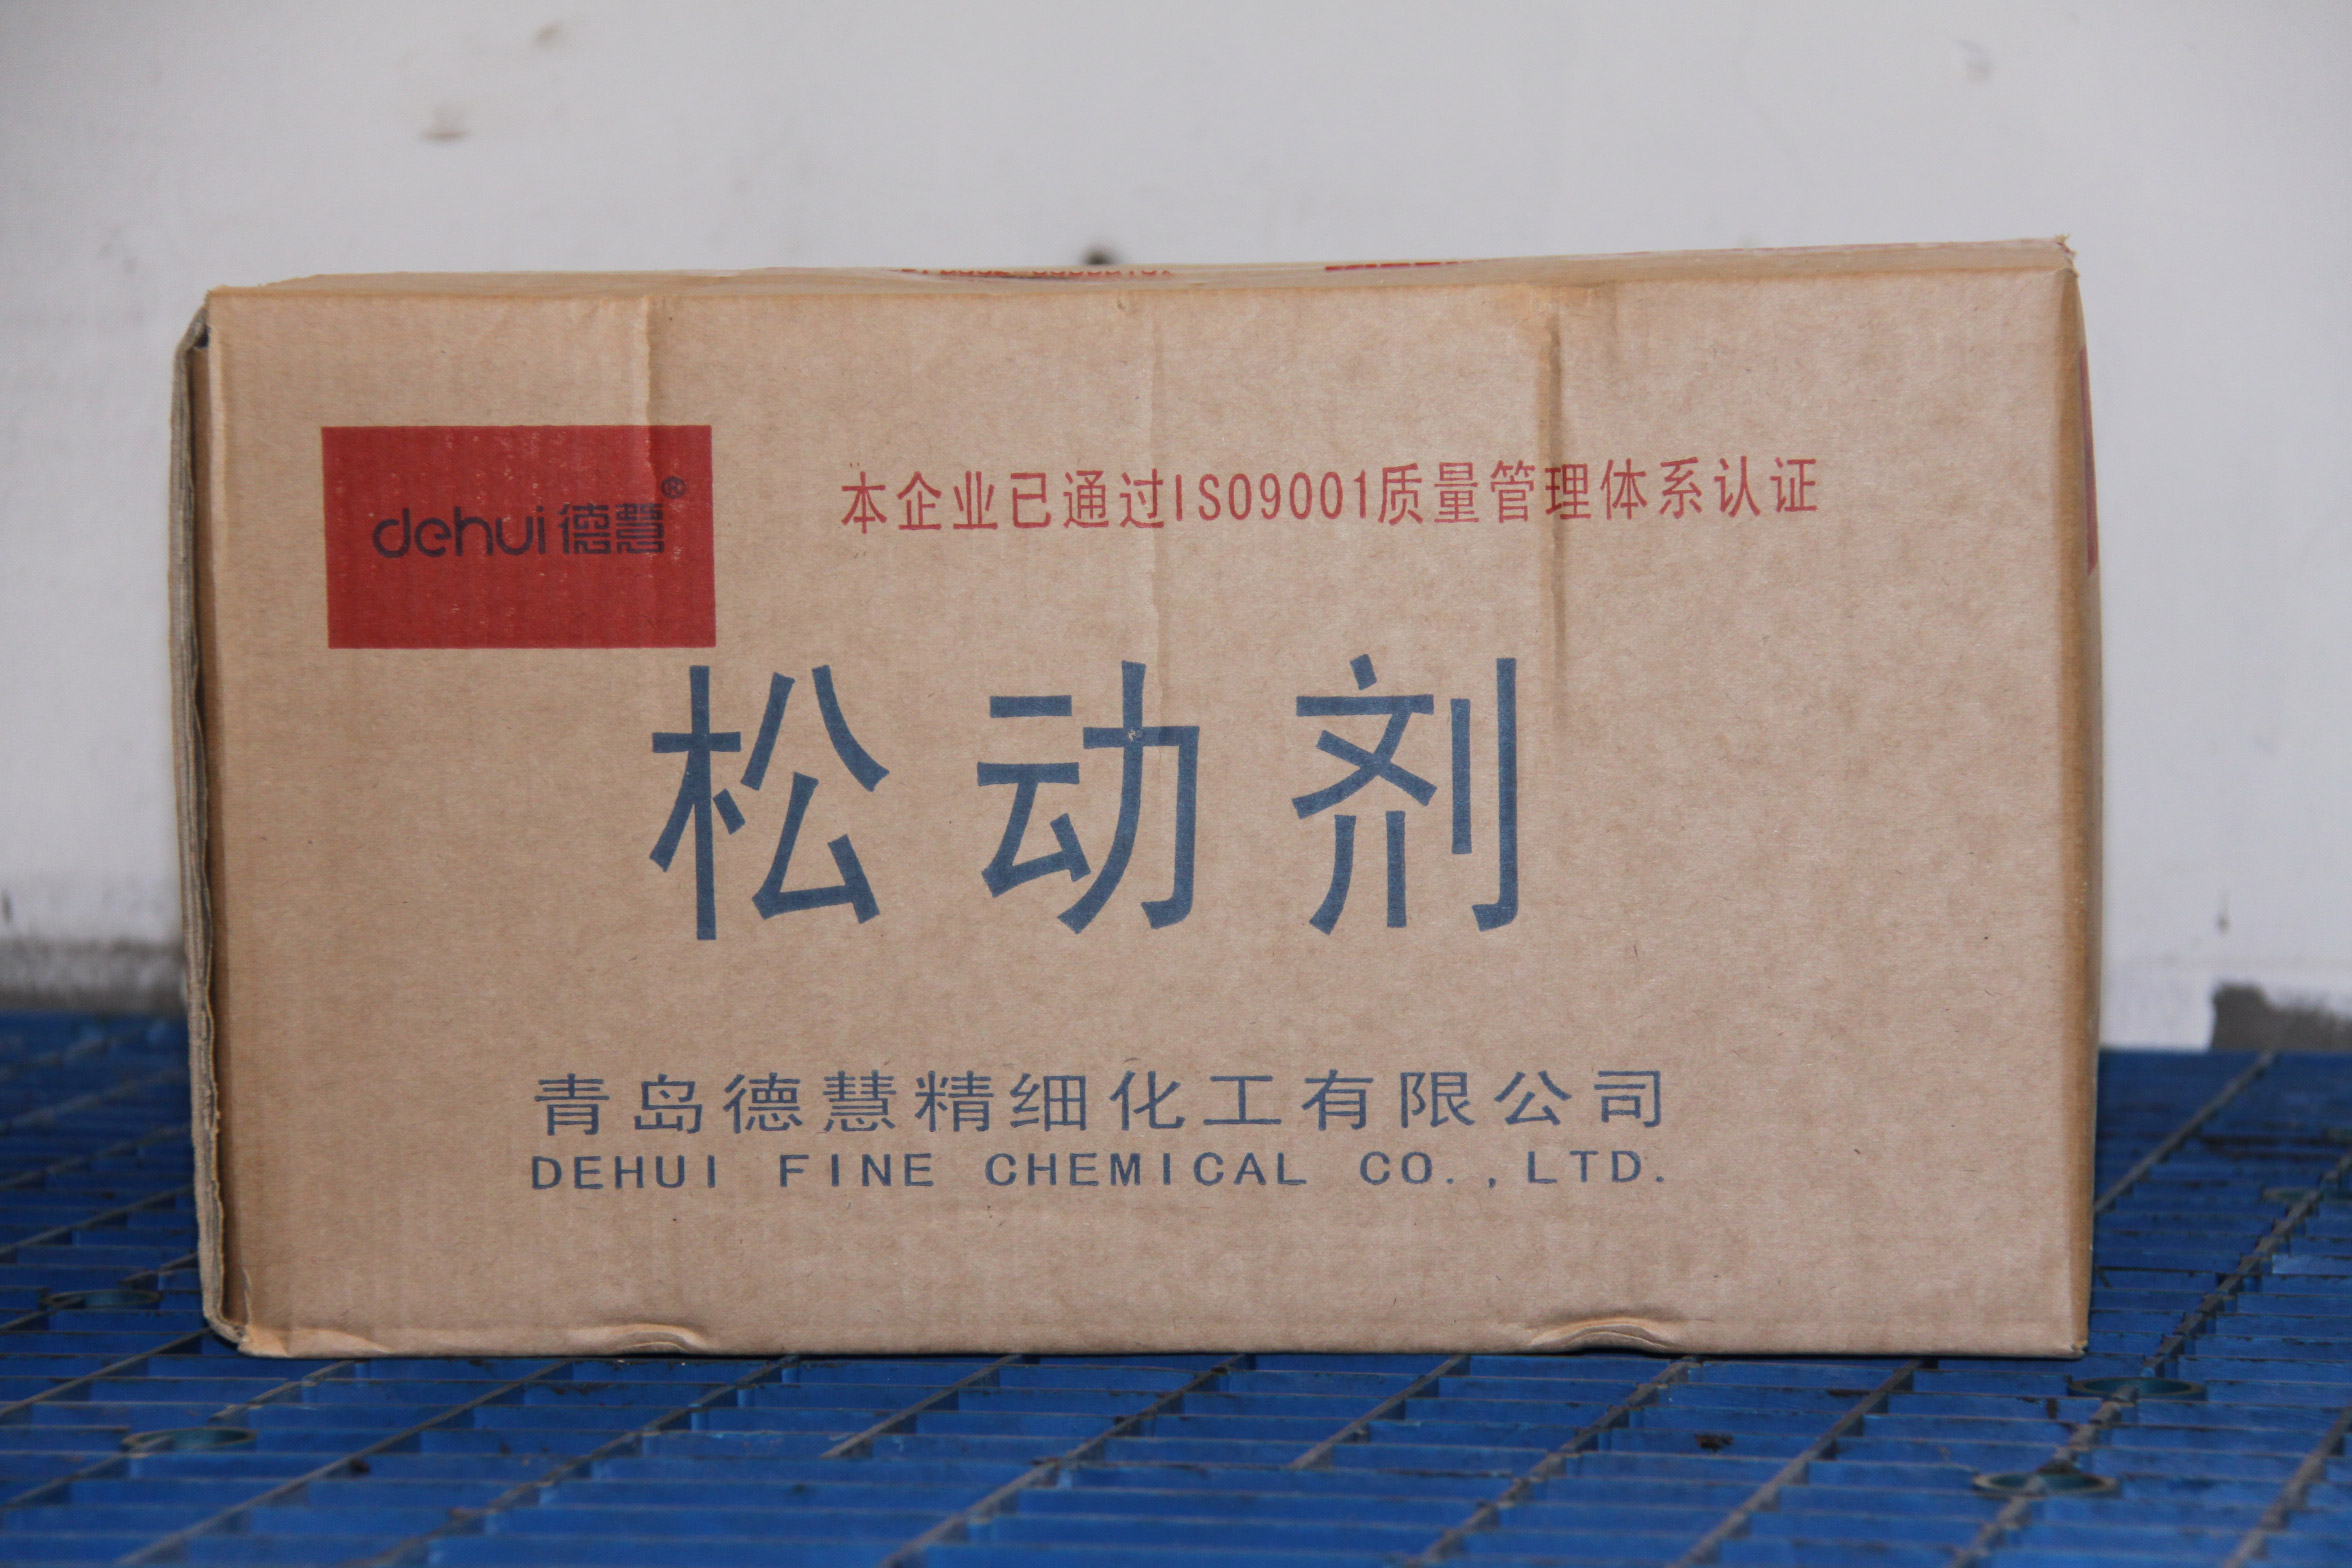 dehui 德慧®
本企业已通过ISO9001质量管理体系认证
松动剂
青岛德慧精细化工有限公司
DEHUI FINE CHEMICAL CO.,LTD.